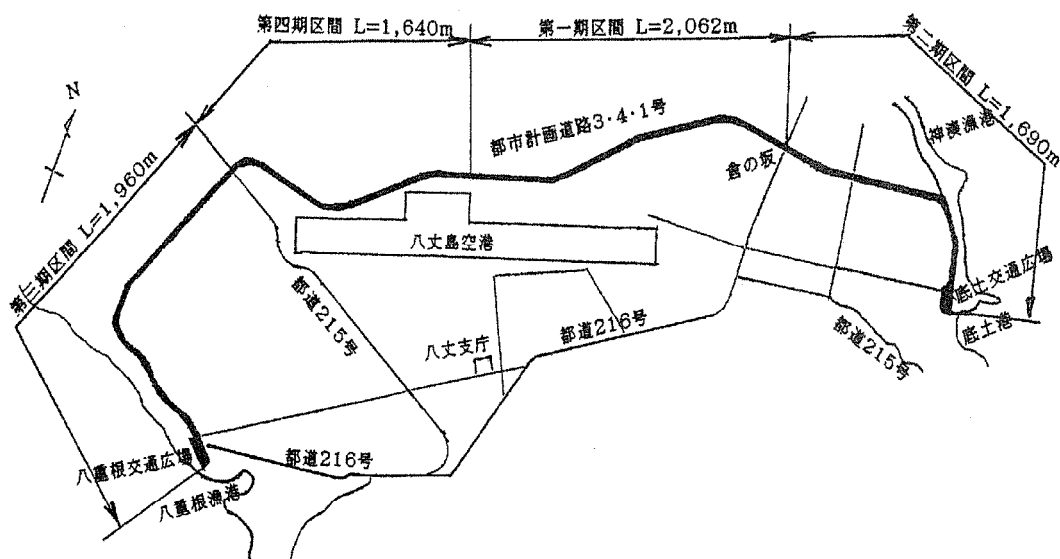 第四期区間 L=1,640m
第一期区間 L=2,062m
第二期区間 L=1,690m
N
都市計画道路3・4・1号
神湊漁港
倉の坂
第三期区間 L=1,960m
八丈島空港
底土交通広場
都道215号
都道216号
底土港
八丈支庁
都道215号
八重根交通広場
都道216号
八重根漁港